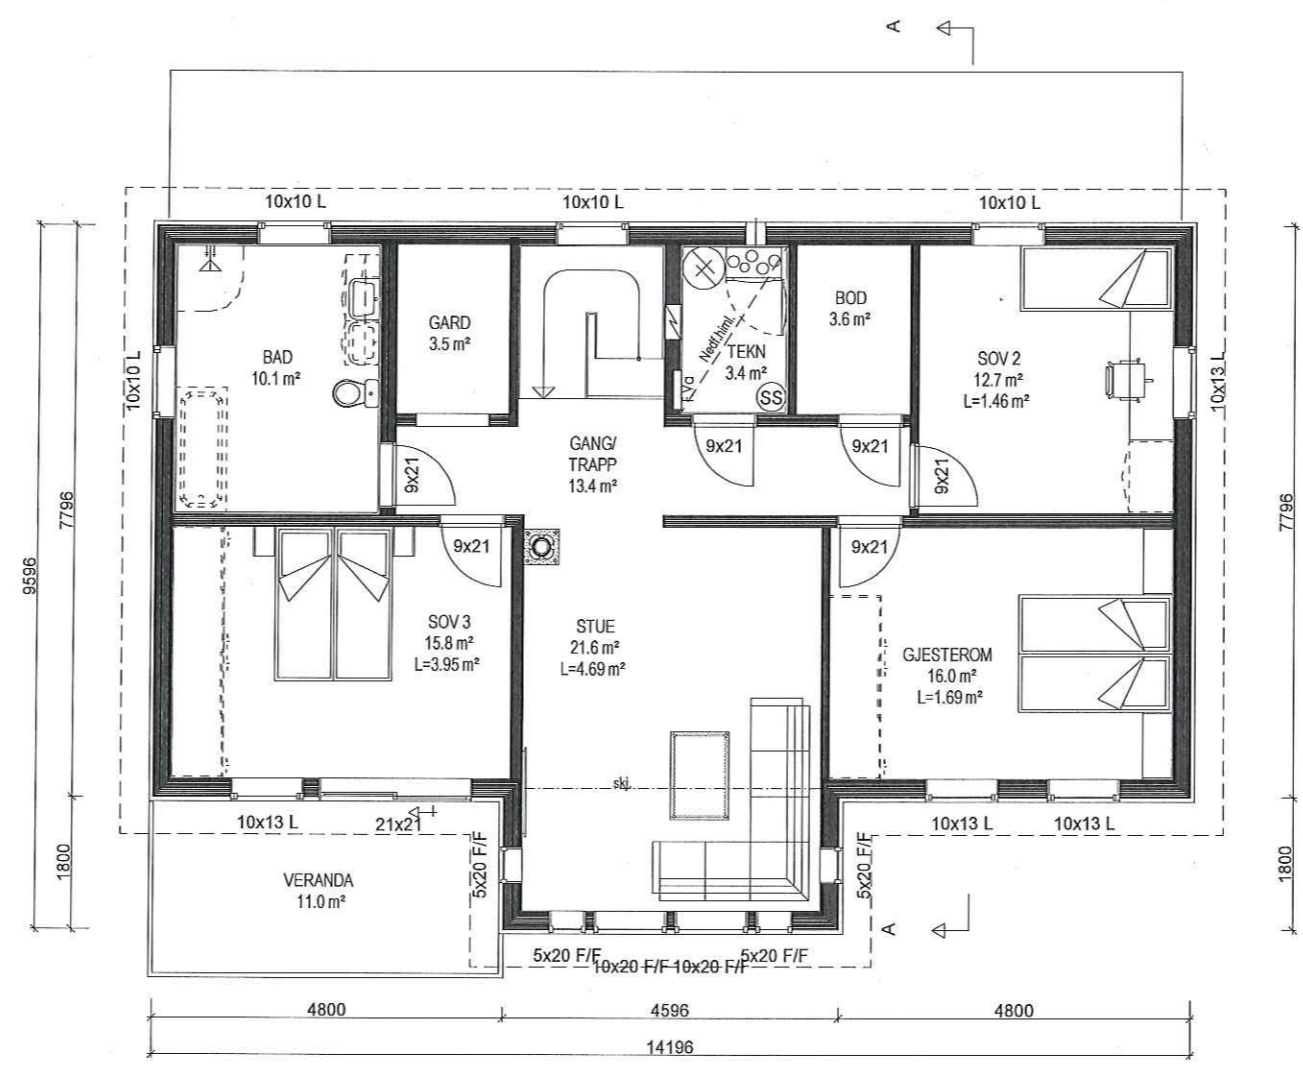 A
10x10 L
10x10 L
10x10 L
BAD
10.1 m²
GARD
3.5 m²
Nedf.himl.
TEKN
3.4 m²
BOD
3.6 m²
SOV 2
12.7 m²
L=1.46 m²
10x10 L
10x13 L
SS
GANG/
TRAPP
13.4 m²
9x21
9x21
9x21
9x21
9x21
9x21
7796
9596
7796
SOV 3
15.8 m²
L=3.95 m²
STUE
21.6 m²
L=4.69 m²
GJESTEROM
16.0 m²
L=1.69 m²
skj.
10x13 L
21x21
10x13 L
10x13 L
5x20 F/F
5x20 F/F
1800
1800
VERANDA
11.0 m²
A
5x20 F/F
10x20 F/F
10x20 F/F
5x20 F/F
4800
4596
4800
14196